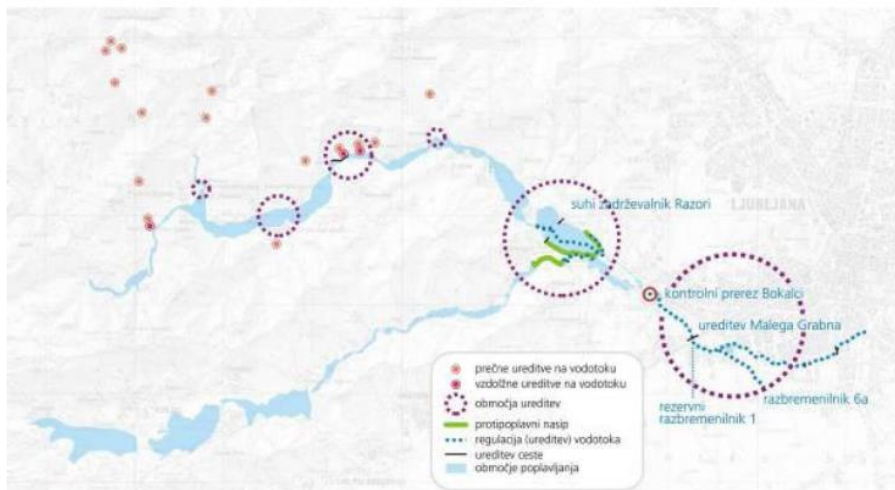 suhi zadrževalnik Razori
LJUBLJANA
kontrolni prerez Bokalci
ureditev Malega Grabna
razbremenilnik 6a
rezervni
razbremenilnik 1
prečne ureditve na vodotoku
vzdolžne ureditve na vodotoku
območja ureditev
protipoplavni nasip
regulacija (ureditev) vodotoka
ureditev ceste
območje poplavljanja